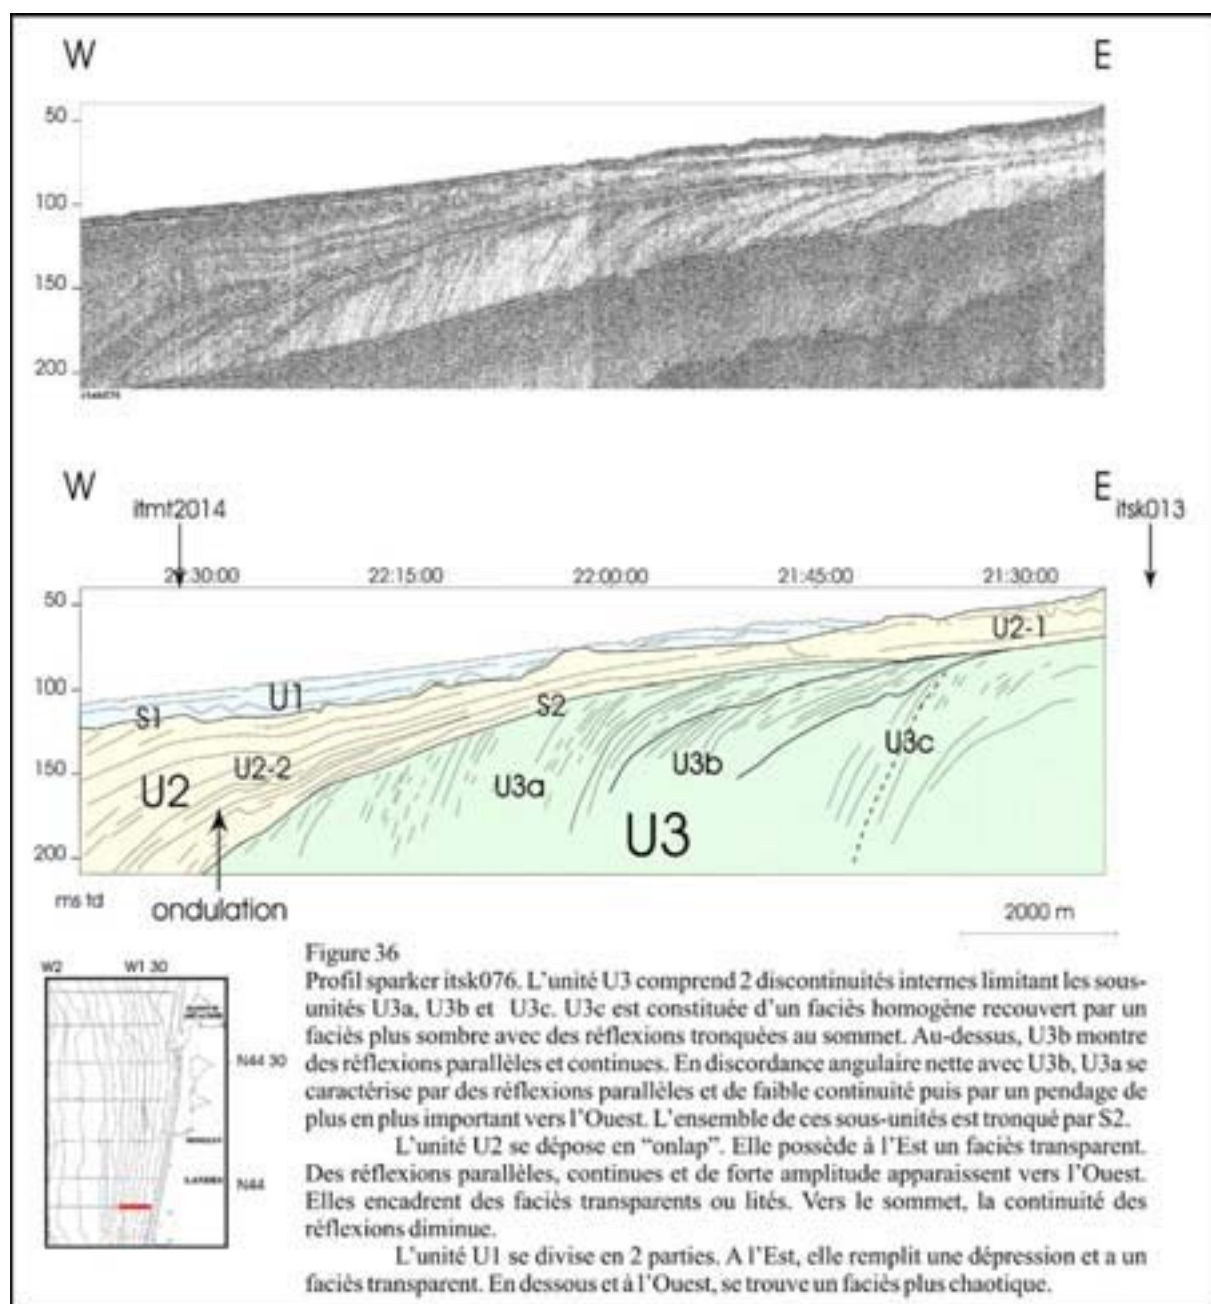 W
E
50
100
150
200
itsk076
W
E
itmt2014
itsk013
22:15:00
22:00:00
21:45:00
21:30:00
50
100
150
200
U1
S1
U2
U2-2
S2
U2-1
U3a
U3b
U3c
U3
ms td
ondulation
2000 m
W2
W1 30
N44 30
N44
LANDES
Figure 36
Profil sparker itsk076. L'unité U3 comprend 2 discontinuités internes limitant les sous-
unités U3a, U3b et U3c. U3c est constituée d'un faciès homogène recouvert par un
faciès plus sombre avec des réflexions tronquées au sommet. Au-dessus, U3b montre
des réflexions parallèles et continues. En discordance angulaire nette avec U3b, U3a se
caractérise par des réflexions parallèles et de faible continuité puis par un pendage de
plus en plus important vers l'Ouest. L'ensemble de ces sous-unités est tronqué par S2.
L'unité U2 se dépose en “onlap”. Elle possède à l'Est un faciès transparent.
Des réflexions parallèles, continues et de forte amplitude apparaissent vers l'Ouest.
Elles encadrent des faciès transparents ou lités. Vers le sommet, la continuité des
réflexions diminue.
L'unité U1 se divise en 2 parties. A l'Est, elle remplit une dépression et a un
faciès transparent. En dessous et à l'Ouest, se trouve un faciès plus chaotique.